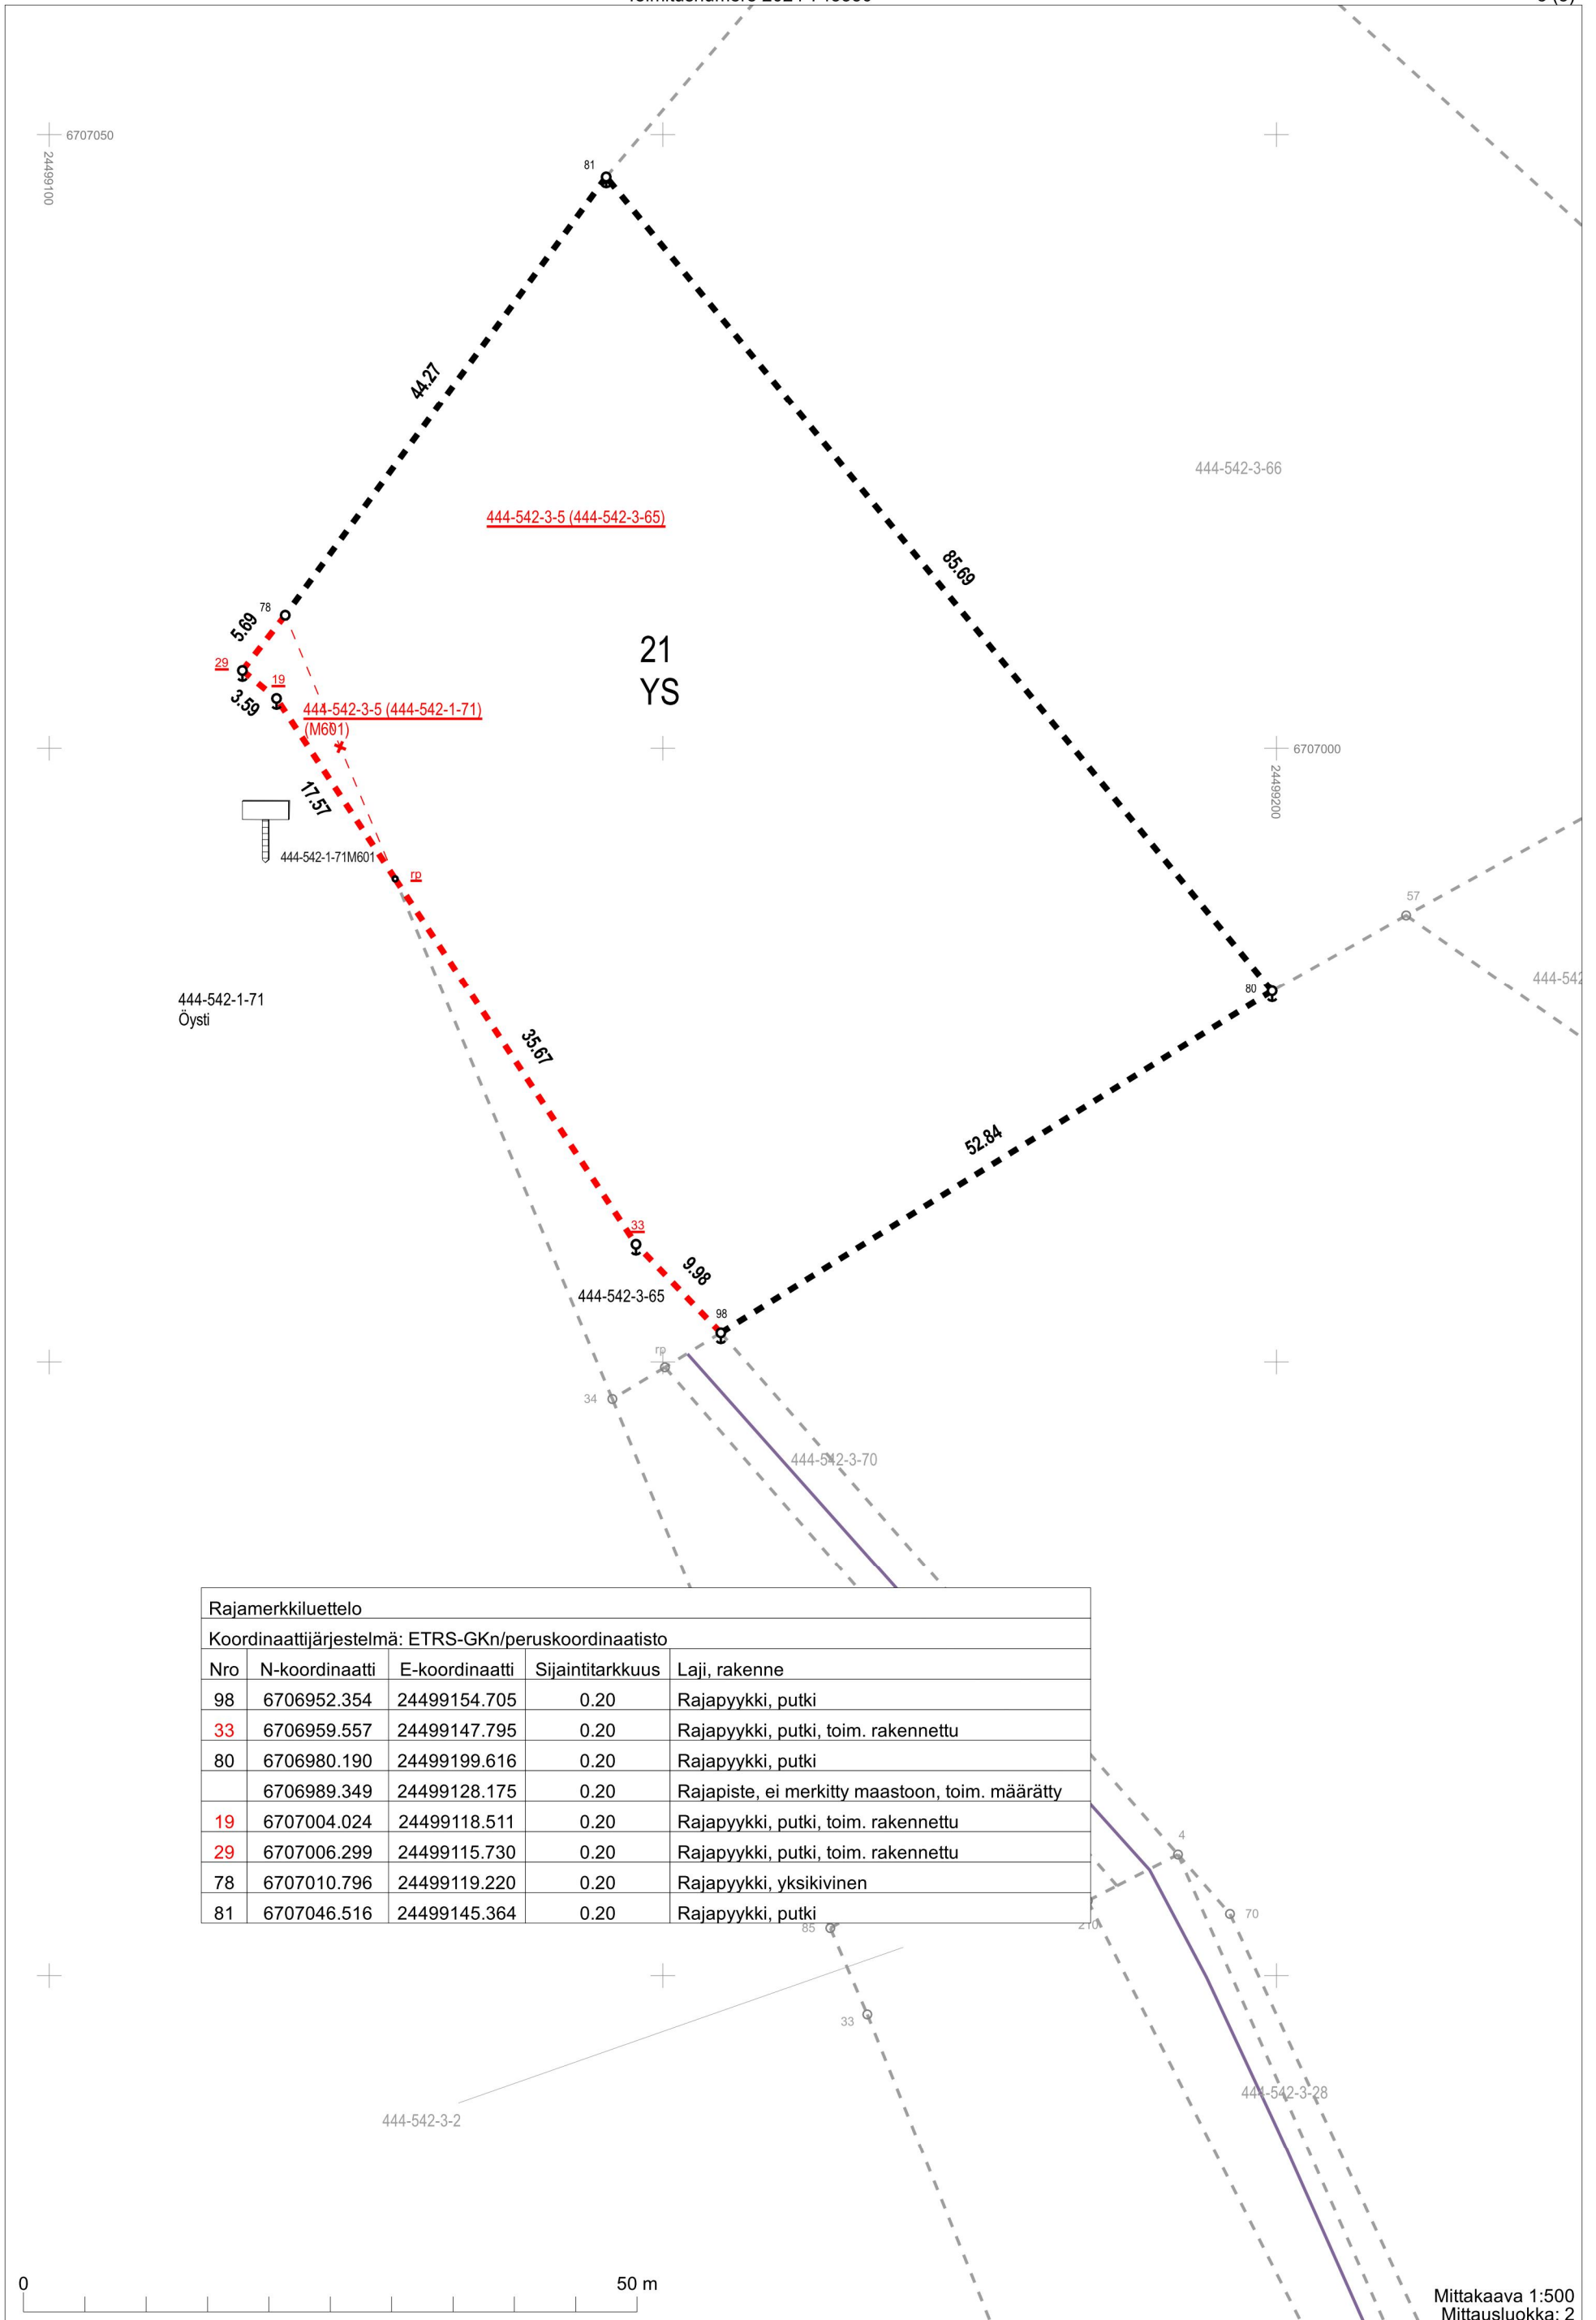 6707050
24499100
81
44.27
444-542-3-66
444-542-3-5 (444-542-3-65)
85.69
78
5.69
21
YS
29
19
3.59
444-542-3-5 (444-542-1-71)
(M601)
6707000
24499200
17.57
444-542-1-71M601
rp
57
444-542
80
444-542-1-71
Öysti
35.67
52.84
33
9.98
444-542-3-65
98
rp
34
444-542-3-70
Rajamerkkiluettelo
Koordinaattijärjestelmä: ETRS-GKn/peruskoordinaatisto
Nro N-koordinaatti E-koordinaatti Sijaintitarkkuus Laji, rakenne
98 6706952.354 24499154.705 0.20 Rajapyykki, putki
33 6706959.557 24499147.795 0.20 Rajapyykki, putki, toim. rakennettu
80 6706980.190 24499199.616 0.20 Rajapyykki, putki
6706989.349 24499128.175 0.20 Rajapiste, ei merkitty maastoon, toim. määrätty
19 6707004.024 24499118.511 0.20 Rajapyykki, putki, toim. rakennettu
29 6707006.299 24499115.730 0.20 Rajapyykki, putki, toim. rakennettu
78 6707010.796 24499119.220 0.20 Rajapyykki, yksikivinen
81 6707046.516 24499145.364 0.20 Rajapyykki, putki
4
70
85
33
444-542-3-28
444-542-3-2
0 50 m
Mittakaava 1:500
Mittausluokka: 2